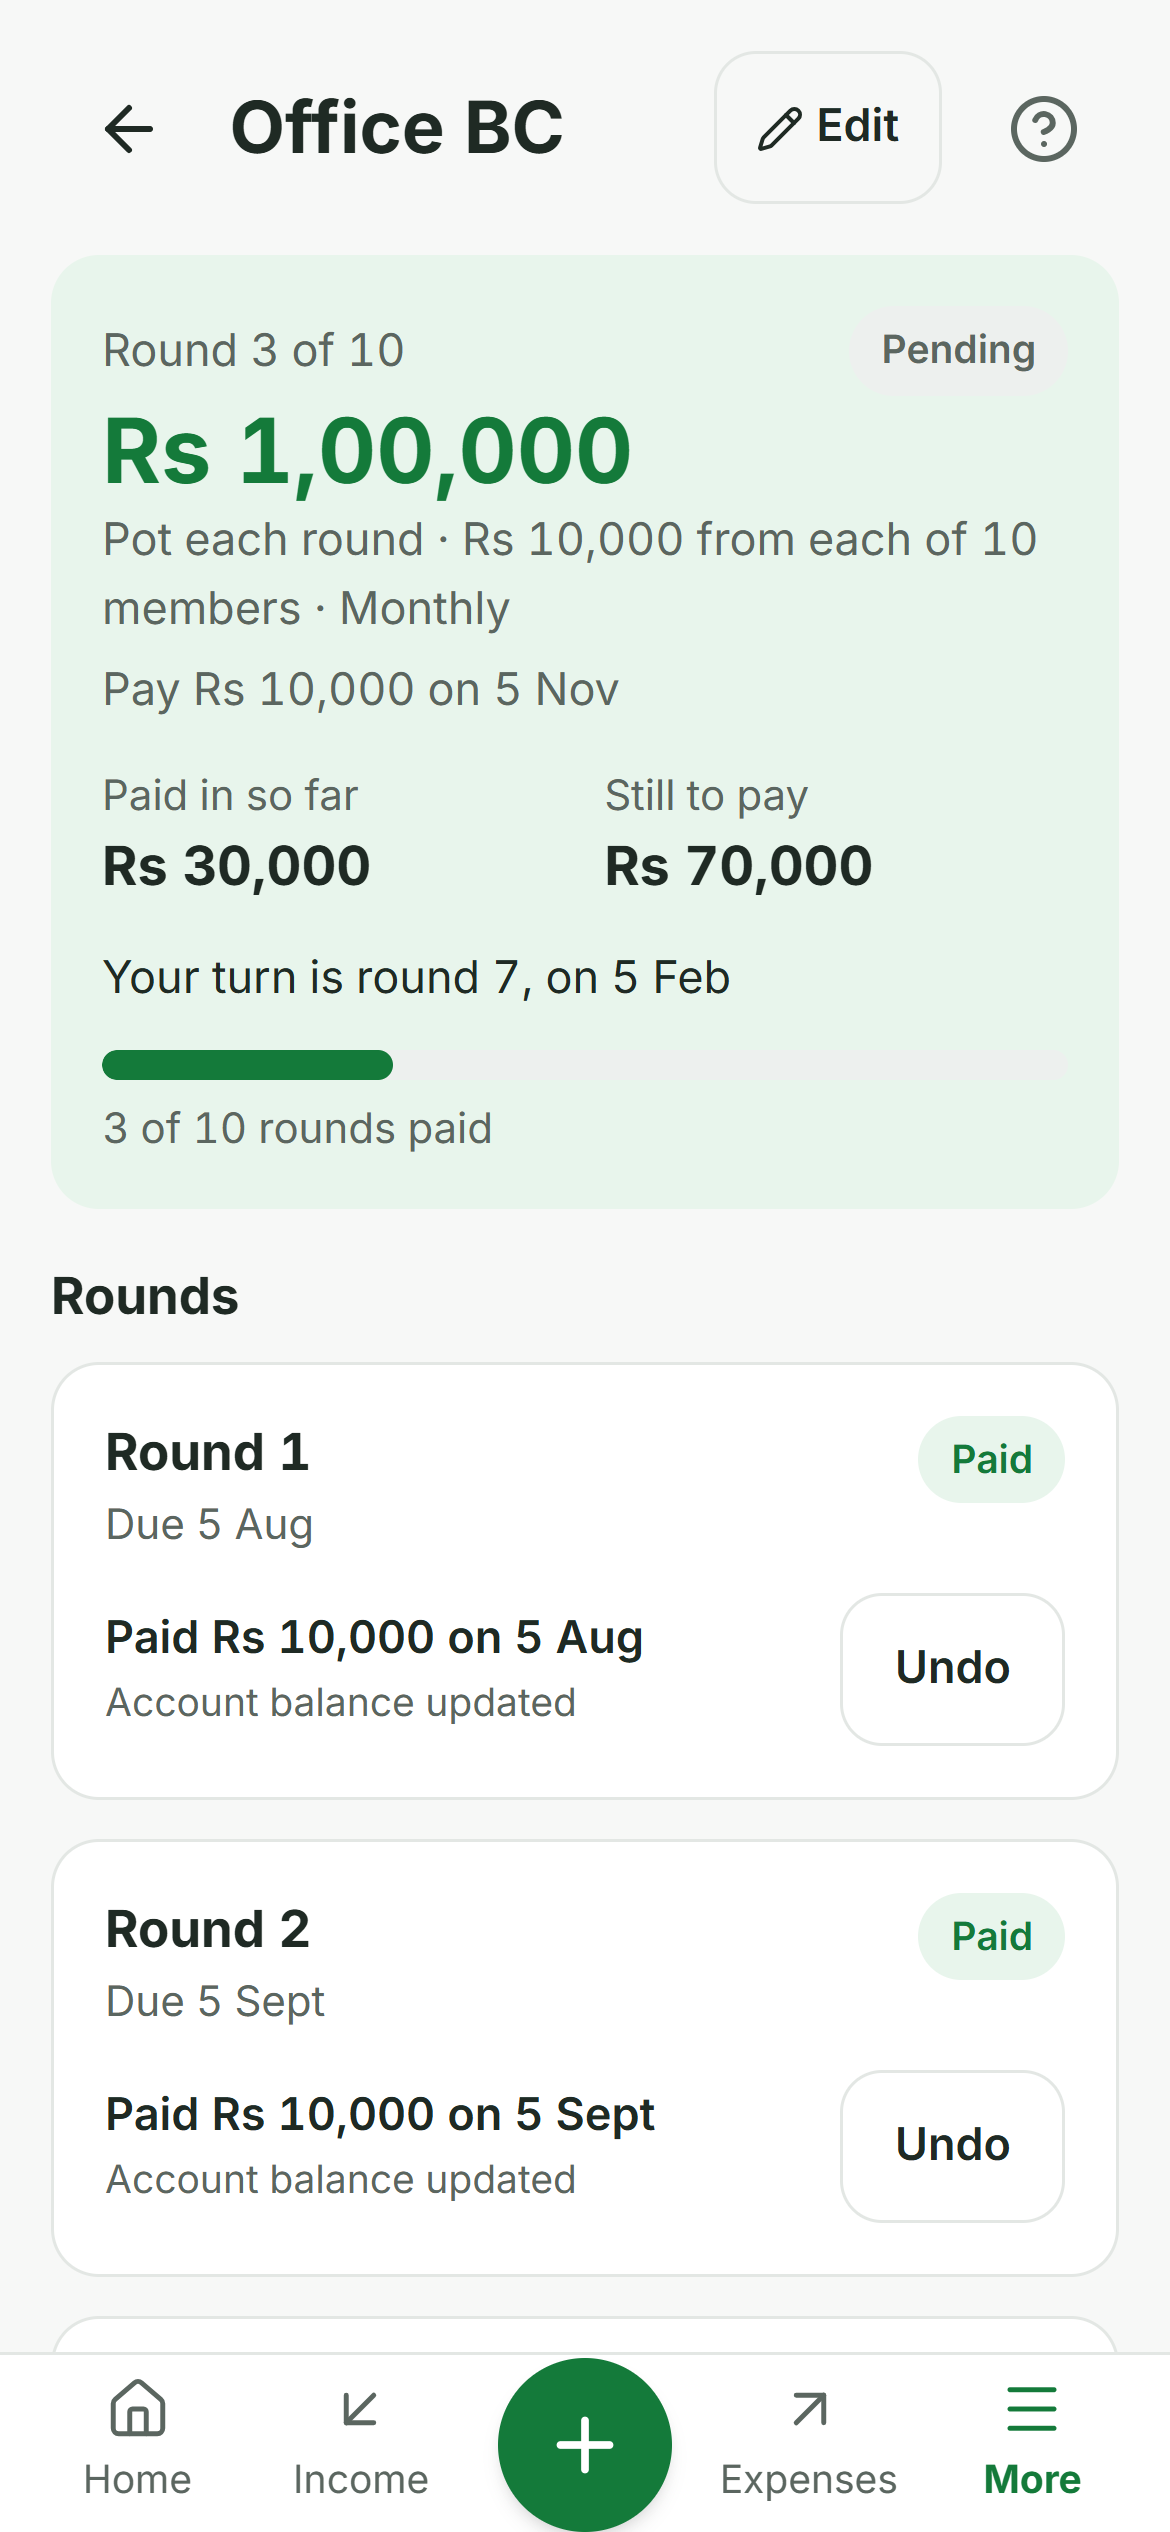 Office BC
Edit
Round 3 of 10
Pending
Rs 1,00,000
Pot each round · Rs 10,000 from each of 10
members · Monthly
Pay Rs 10,000 on 5 Nov
Paid in so far
Still to pay
Rs 30,000
Rs 70,000
Your turn is round 7, on 5 Feb
3 of 10 rounds paid
Rounds
Round 1
Paid
Due 5 Aug
Paid Rs 10,000 on 5 Aug
Account balance updated
Undo
Round 2
Paid
Due 5 Sept
Paid Rs 10,000 on 5 Sept
Account balance updated
Undo
Home
Income
Expenses
More